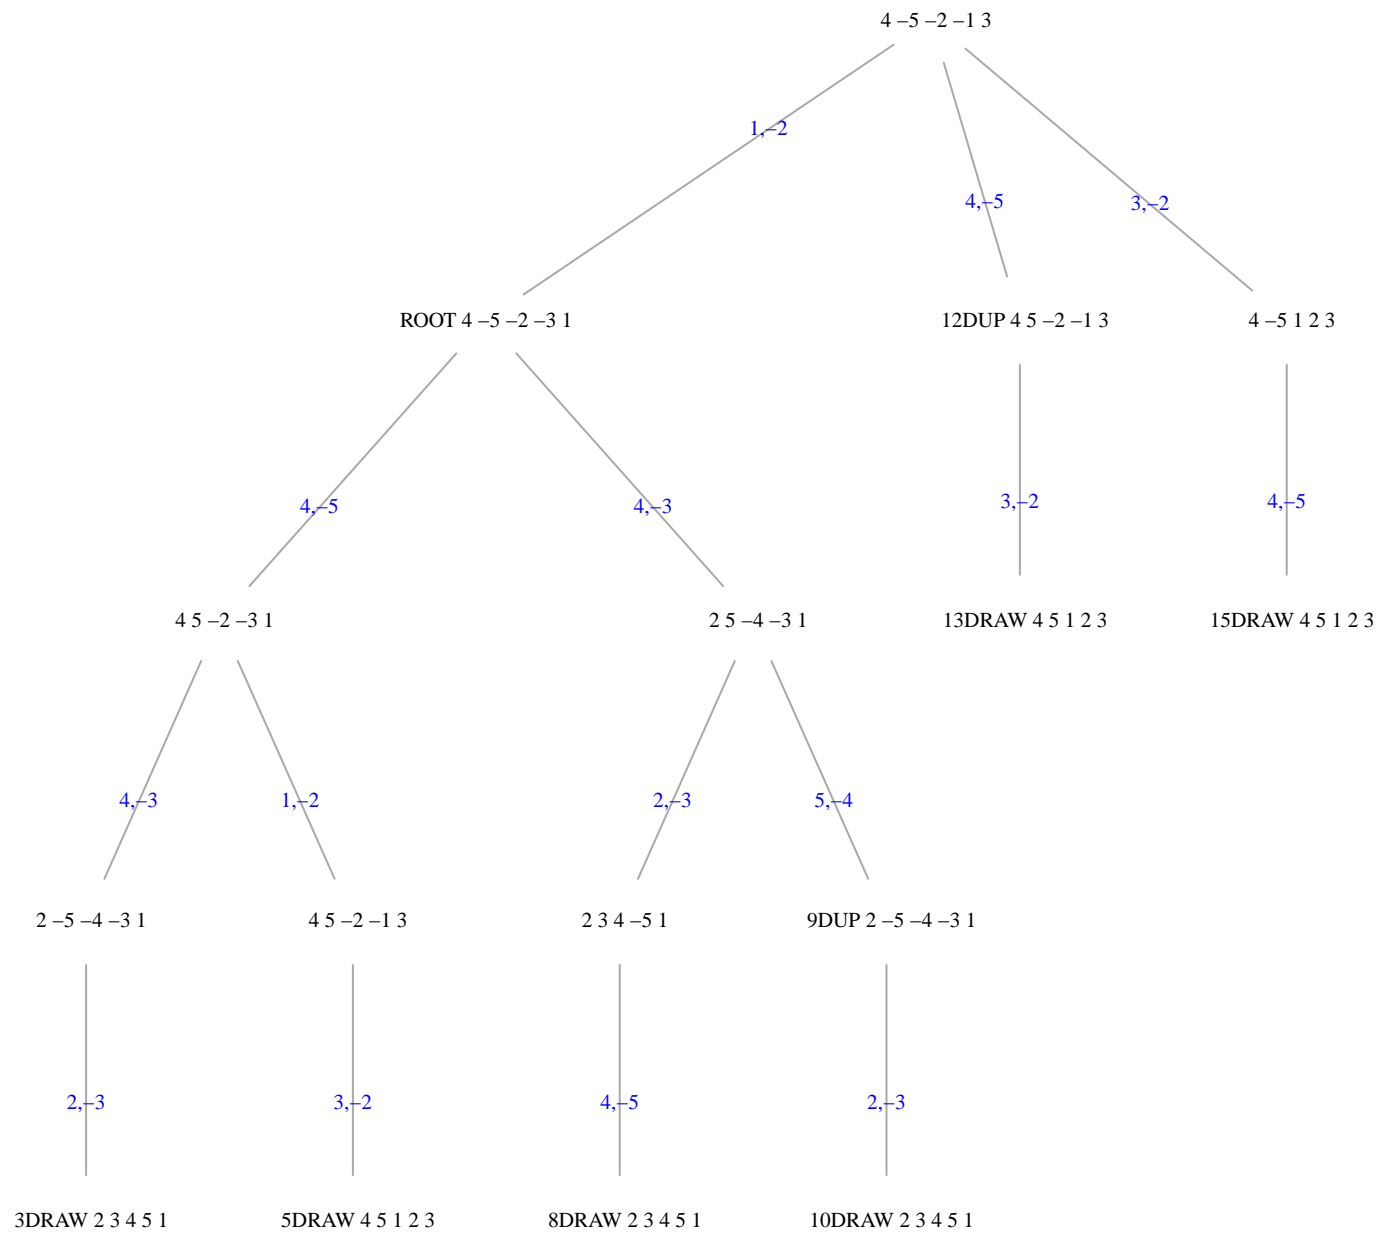 4 –5 –2 –1 3
1,–2
4,–5
3,–2
ROOT 4 –5 –2 –3 1
12DUP 4 5 –2 –1 3
4 –5 1 2 3
4,–5
4,–3
3,–2
4,–5
4 5 –2 –3 1
2 5 –4 –3 1
13DRAW 4 5 1 2 3
15DRAW 4 5 1 2 3
4,–3
1,–2
2,–3
5,–4
2 –5 –4 –3 1
4 5 –2 –1 3
2 3 4 –5 1
9DUP 2 –5 –4 –3 1
2,–3
3,–2
4,–5
2,–3
3DRAW 2 3 4 5 1
5DRAW 4 5 1 2 3
8DRAW 2 3 4 5 1
10DRAW 2 3 4 5 1